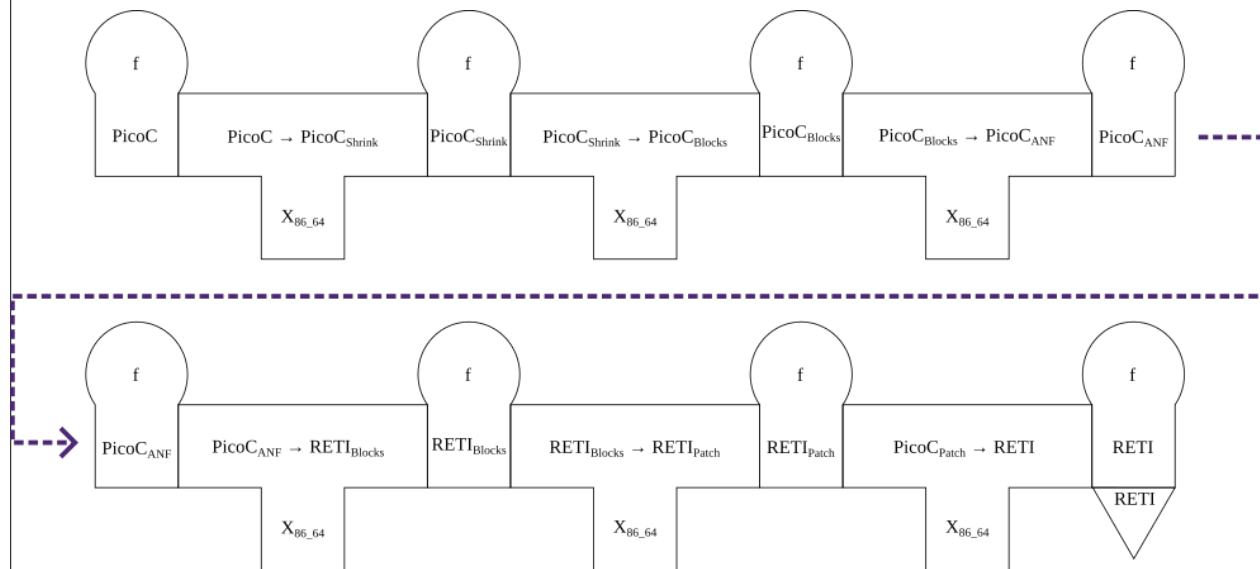 f f f f
PicoC PicoC → PicoC_Shrink PicoC_Shrink PicoC_Shrink → PicoC_Blocks PicoC_Blocks PicoC_Blocks → PicoC_ANF PicoC_ANF
X_86_64 X_86_64 X_86_64
f f f f
PicoC_ANF PicoC_ANF → RETI_Blocks RETI_Blocks RETI_Blocks → RETI_Patch RETI_Patch PicoC_Patch → RETI RETI
RETI
X_86_64 X_86_64 X_86_64